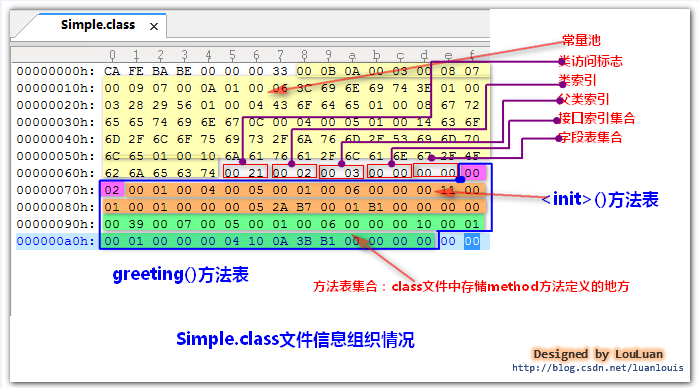 Simple.class ×
0 1 2 3 4 5 6 7 8 9 a b c d e f
00000000h: CA FE BA BE 00 00 00 33 00 0B 0A 00 03 00 08 07
00000010h: 00 09 07 00 0A 01 00 06 3C 69 6E 69 74 3E 01 00
00000020h: 03 28 29 56 01 00 04 43 6F 64 65 01 00 08 67 72
00000030h: 65 65 74 69 6E 67 0C 00 04 00 05 01 00 14 63 6F
00000040h: 6D 2F 6C 6F 75 69 73 2F 6A 76 6D 2F 53 69 6D 70
00000050h: 6C 65 01 00 10 6A 61 76 61 2F 6C 61 6E 67 2F 4F
00000060h: 62 6A 65 63 74 00 21 00 02 00 03 00 00 00 00 00
00000070h: 02 00 01 00 04 00 05 00 01 00 06 00 00 00 11 00
00000080h: 01 00 01 00 00 00 05 2A B7 00 01 B1 00 00 00 00
00000090h: 00 39 00 07 00 05 00 01 00 06 00 00 00 10 00 01
000000a0h: 00 01 00 00 00 04 10 0A 3B B1 00 00 00 00 00 00
常量池
类访问标志
类索引
父类索引
接口索引集合
字段表集合
<init>()方法表
greeting()方法表
方法表集合：class文件中存储method方法定义的地方
Simple.class文件信息组织情况
Designed by LouLuan
http://blog.csdn.net/luanlouis